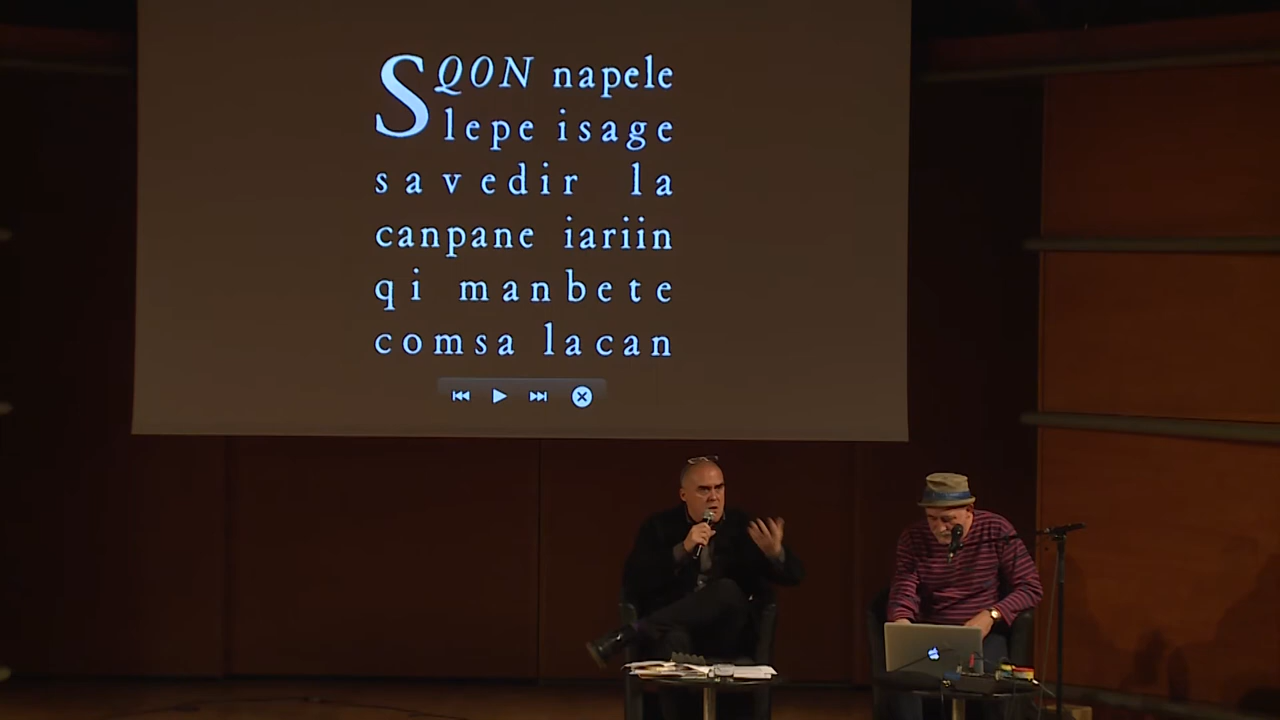 SQON napele
lepe isage
savedir la
canpane iariin
qi manbete
comsa lacan